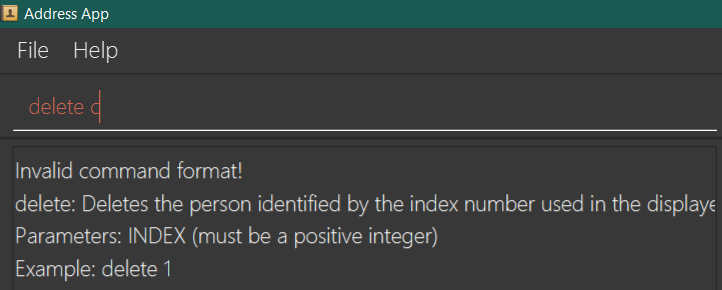 Address App
File Help
delete c
Invalid command format!
delete: Deletes the person identified by the index number used in the
Parameters: INDEX (must be a positive integer)
Example: delete 1